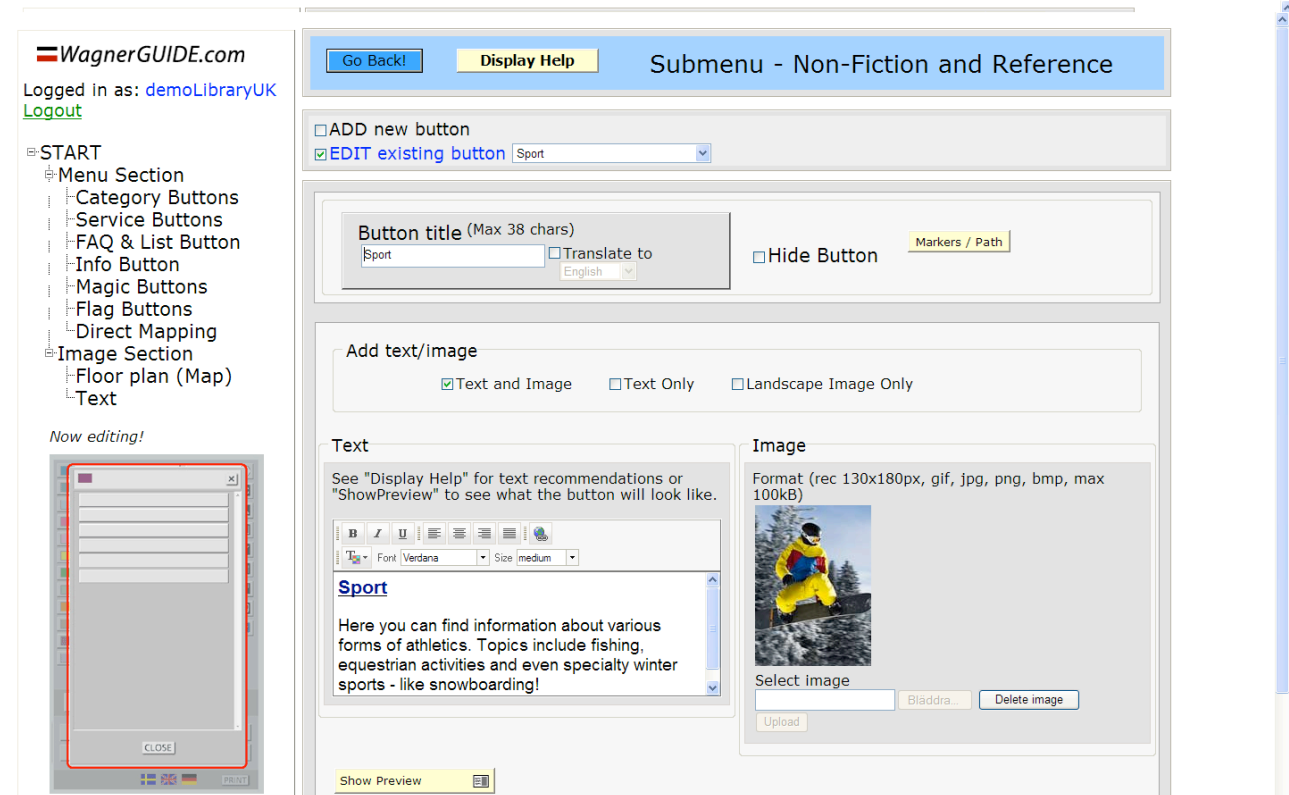 WagnerGUIDE.com
Logged in as: demoLibraryUK
Logout
START
Menu Section
Category Buttons
Service Buttons
FAQ & List Button
Info Button
Magic Buttons
Flag Buttons
Direct Mapping
Image Section
Floor plan (Map)
Text
Now editing!
CLOSE
PRINT
Go Back!
Display Help
Submenu - Non-Fiction and Reference
ADD new button
EDIT existing button Sport
Button title (Max 38 chars)
Sport
Translate to
English
Hide Button
Markers / Path
Add text/image
Text and Image
Text Only
Landscape Image Only
Text
See "Display Help" for text recommendations or
"ShowPreview" to see what the button will look like.
B I U
T Font Verdana Size medium
Sport
Here you can find information about various
forms of athletics. Topics include fishing,
equestrian activities and even specialty winter
sports - like snowboarding!
Image
Format (rec 130x180px, gif, jpg, png, bmp, max
100kB)
Select image
Bläddra... Delete image
Upload
Show Preview